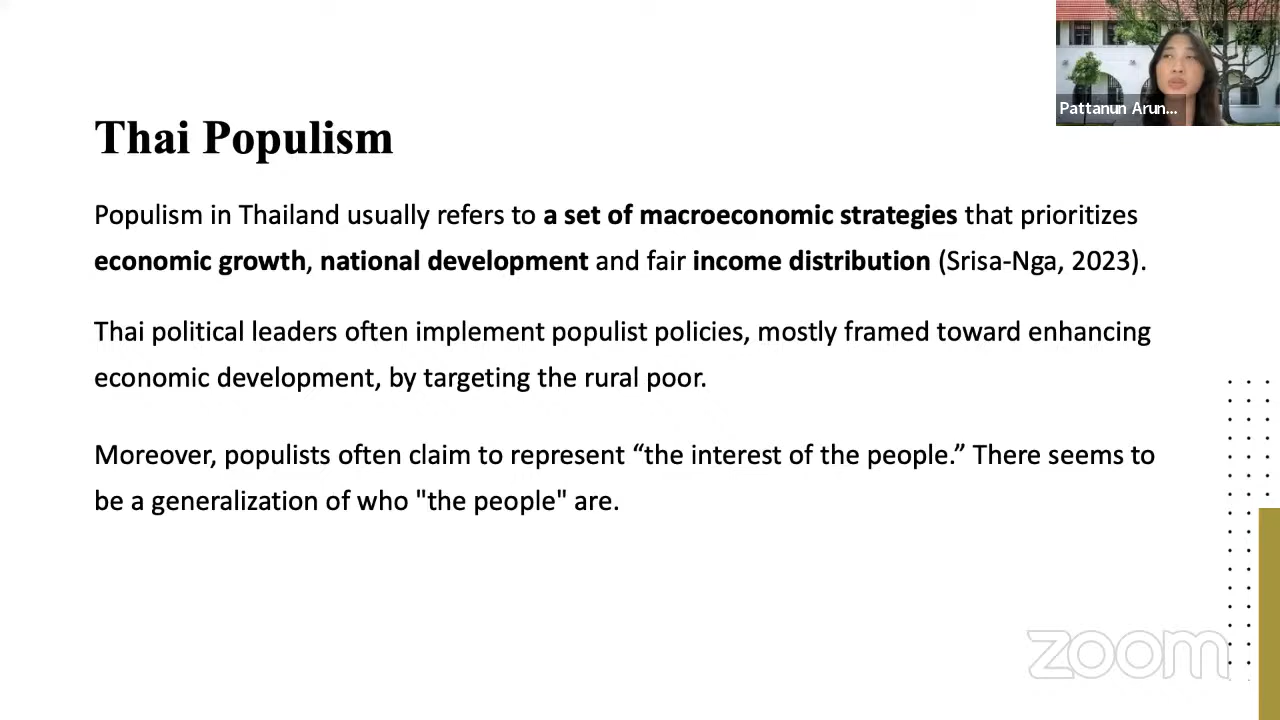 Pattanun Arun...
Thai Populism
Populism in Thailand usually refers to a set of macroeconomic strategies that prioritizes
economic growth, national development and fair income distribution (Srisa-Nga, 2023).
Thai political leaders often implement populist policies, mostly framed toward enhancing
economic development, by targeting the rural poor.
Moreover, populists often claim to represent “the interest of the people.” There seems to
be a generalization of who "the people" are.
zoom